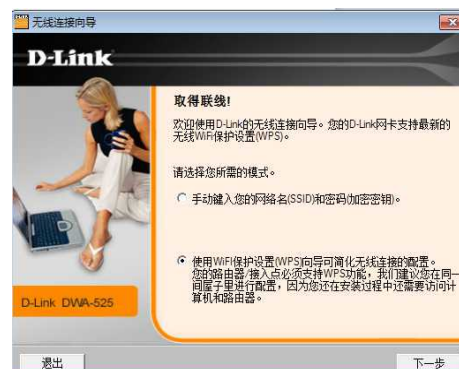 无线连接向导
D-Link
取得联线!
欢迎使用D-Link的无线连接向导。您的D-Link网卡支持最新的
无线WiFi保护设置(WPS)。
请选择您所需的模式。
手动键入您的网络名(SSID)和密码(加密密钥)。
使用WiFi保护设置(WPS)向导可简化无线连接的配置。
您的路由器/接入点必须支持WPS功能，我们建议您在同一
间屋子里进行配置，因为您还在安装过程中还需要访问计
算机和路由器。
D-Link DWA-525
退出
下一步